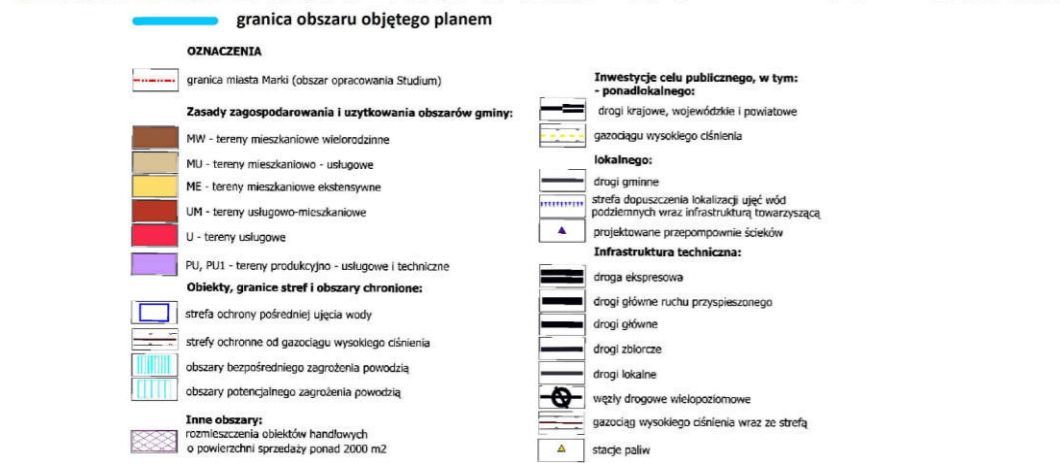 granica obszaru objętego planem
OZNACZENIA
granica miasta Marki (obszar opracowania Studium)
Zasady zagospodarowania i uzytkowania obszarów gminy:
MW - tereny mieszkaniowe wielorodzinne
MU - tereny mieszkaniowo - usługowe
ME - tereny mieszkaniowe ekstensywne
UM - tereny usługowo-mieszkaniowe
U - tereny usługowe
PU, PU1 - tereny produkcyjno - usługowe i techniczne
Obiekty, granice stref i obszary chronione:
strefa ochrony pośredniej ujęcia wody
strefy ochronne od gazociągu wysokiego ciśnienia
obszary bezpośredniego zagrożenia powodzią
obszary potencjalnego zagrożenia powodzią
Inne obszary:
rozmieszczenia obiektów handlowych
o powierzchni sprzedaży ponad 2000 m2
Inwestycje celu publicznego, w tym:
- ponadlokalnego:
drogi krajowe, wojewódzkie i powiatowe
gazociągu wysokiego ciśnienia
lokalnego:
drogi gminne
strefa dopuszczenia lokalizacji ujęć wód
podziemnych wraz infrastrukturą towarzyszącą
projektowane przepompownie ścieków
Infrastruktura techniczna:
droga ekspresowa
drogi główne ruchu przyspieszonego
drogi główne
drogi zbiorcze
drogi lokalne
węzły drogowe wielopoziomowe
gazociąg wysokiego ciśnienia wraz ze strefą
stacje paliw